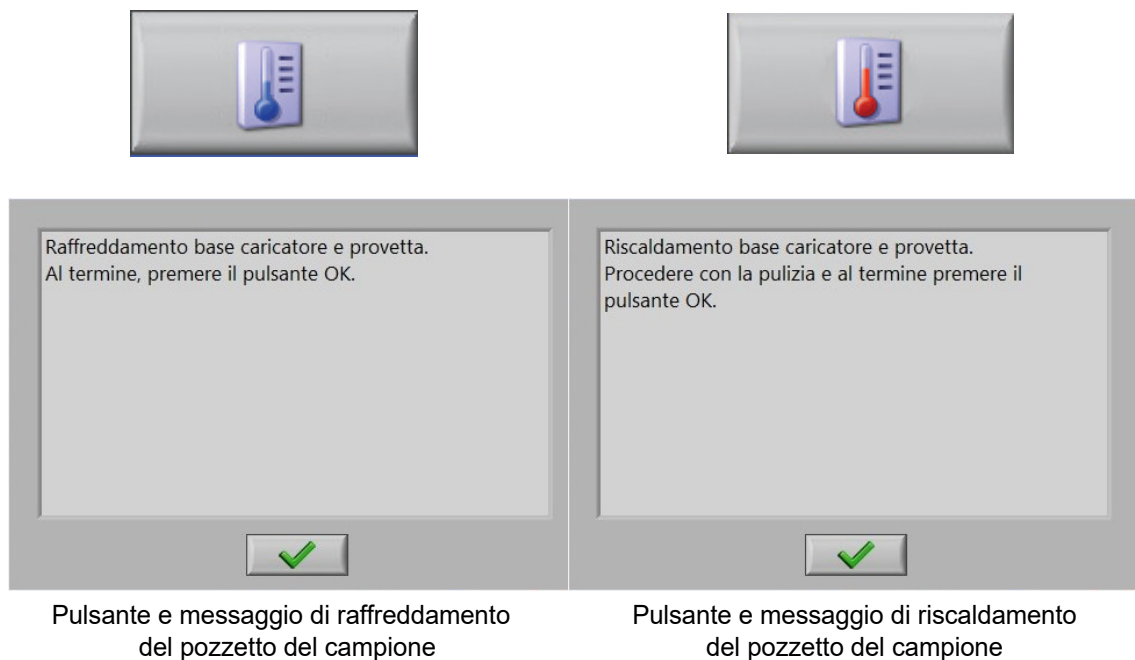 Raffreddamento base caricatore e provetta.
Al termine, premere il pulsante OK.
Riscaldamento base caricatore e provetta.
Procedere con la pulizia e al termine premere il
pulsante OK.
Pulsante e messaggio di raffreddamento
del pozzetto del campione
Pulsante e messaggio di riscaldamento
del pozzetto del campione